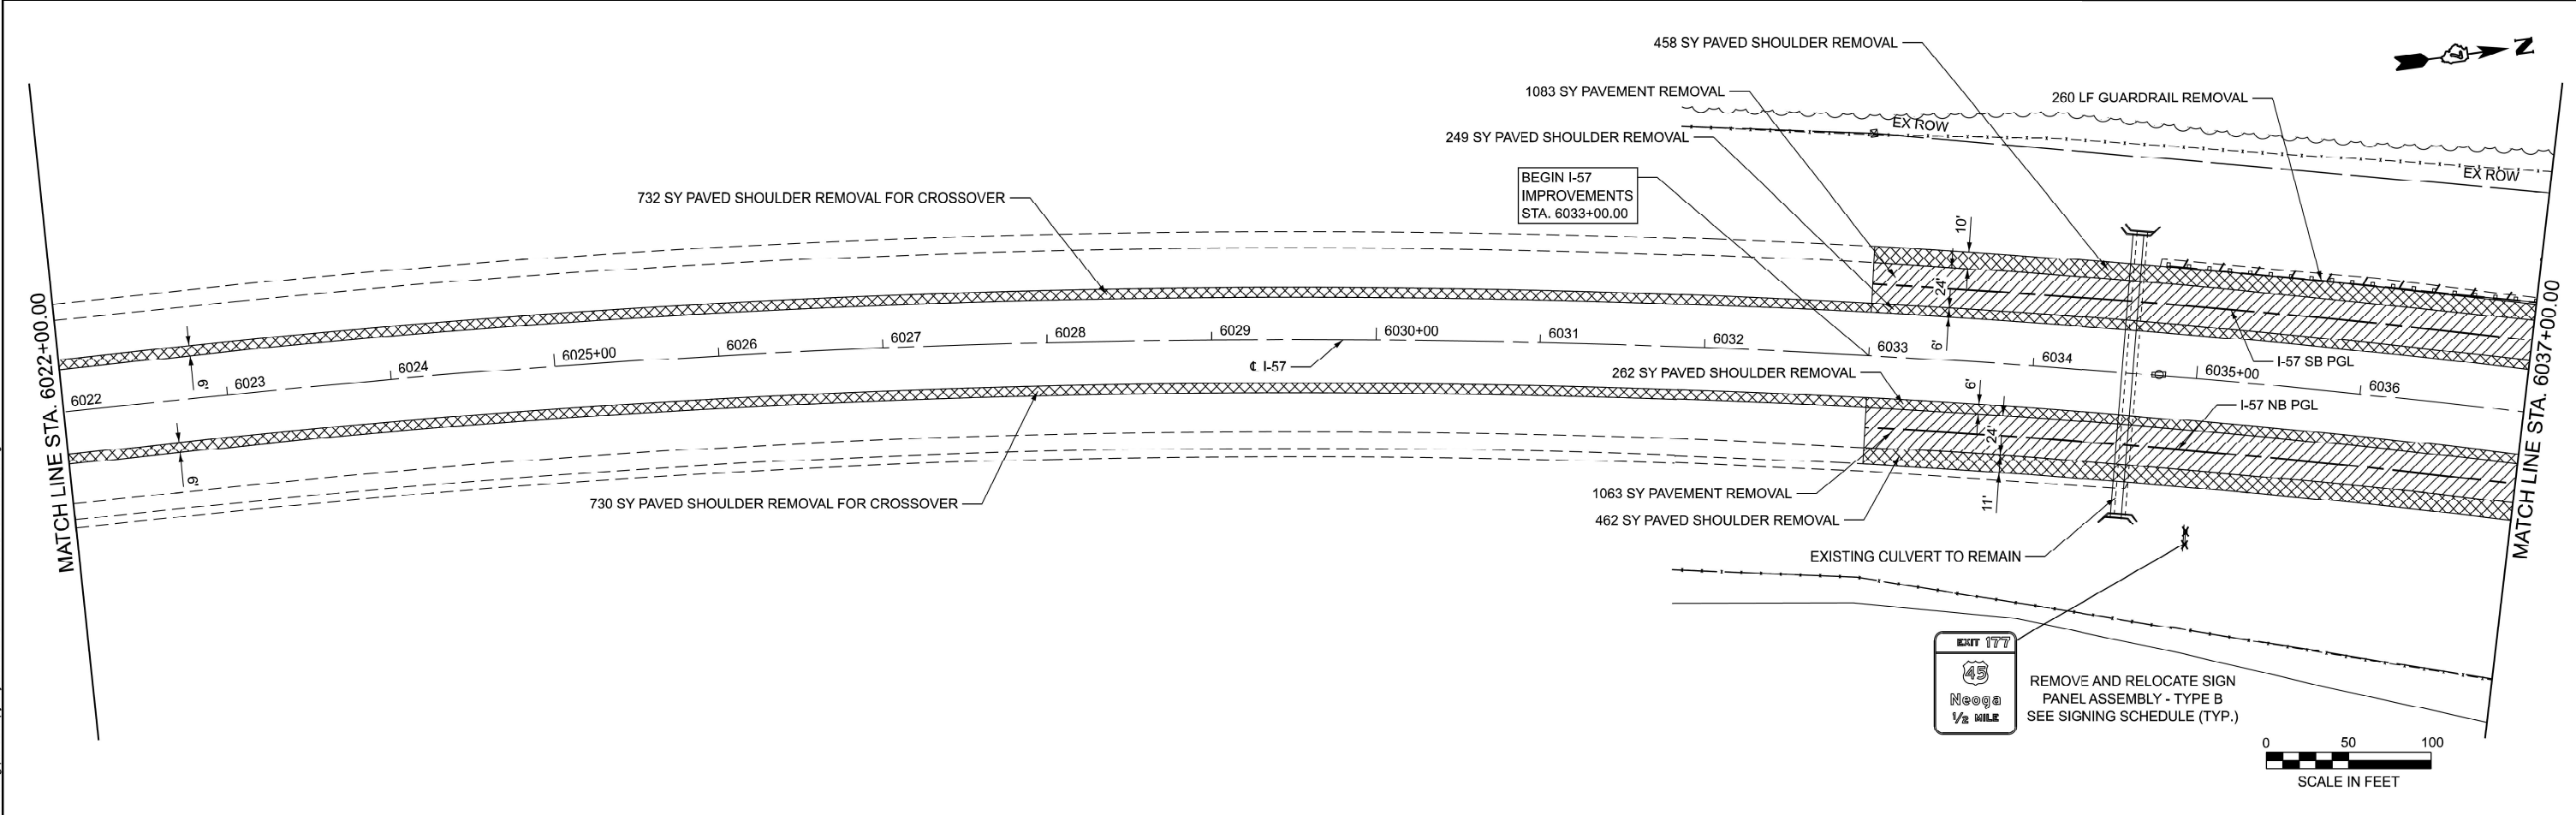 458 SY PAVED SHOULDER REMOVAL
N
1083 SY PAVEMENT REMOVAL
260 LF GUARDRAIL REMOVAL
249 SY PAVED SHOULDER REMOVAL
EX ROW
EX ROW
BEGIN I-57
IMPROVEMENTS
STA. 6033+00.00
732 SY PAVED SHOULDER REMOVAL FOR CROSSOVER
10'
24'
6'
MATCH LINE STA. 6022+00.00
6'
6022
6023
6024
6025+00
6026
6027
6028
6029
6030+00
6031
6032
6033
6034
6035+00
6036
℄ I-57
I-57 SB PGL
MATCH LINE STA. 6037+00.00
262 SY PAVED SHOULDER REMOVAL
6'
24'
11'
I-57 NB PGL
6'
730 SY PAVED SHOULDER REMOVAL FOR CROSSOVER
1063 SY PAVEMENT REMOVAL
462 SY PAVED SHOULDER REMOVAL
EXISTING CULVERT TO REMAIN
EXIT 177
45
Neoga
1/2 MILE
REMOVE AND RELOCATE SIGN
PANEL ASSEMBLY - TYPE B
SEE SIGNING SCHEDULE (TYP.)
0 50 100
SCALE IN FEET